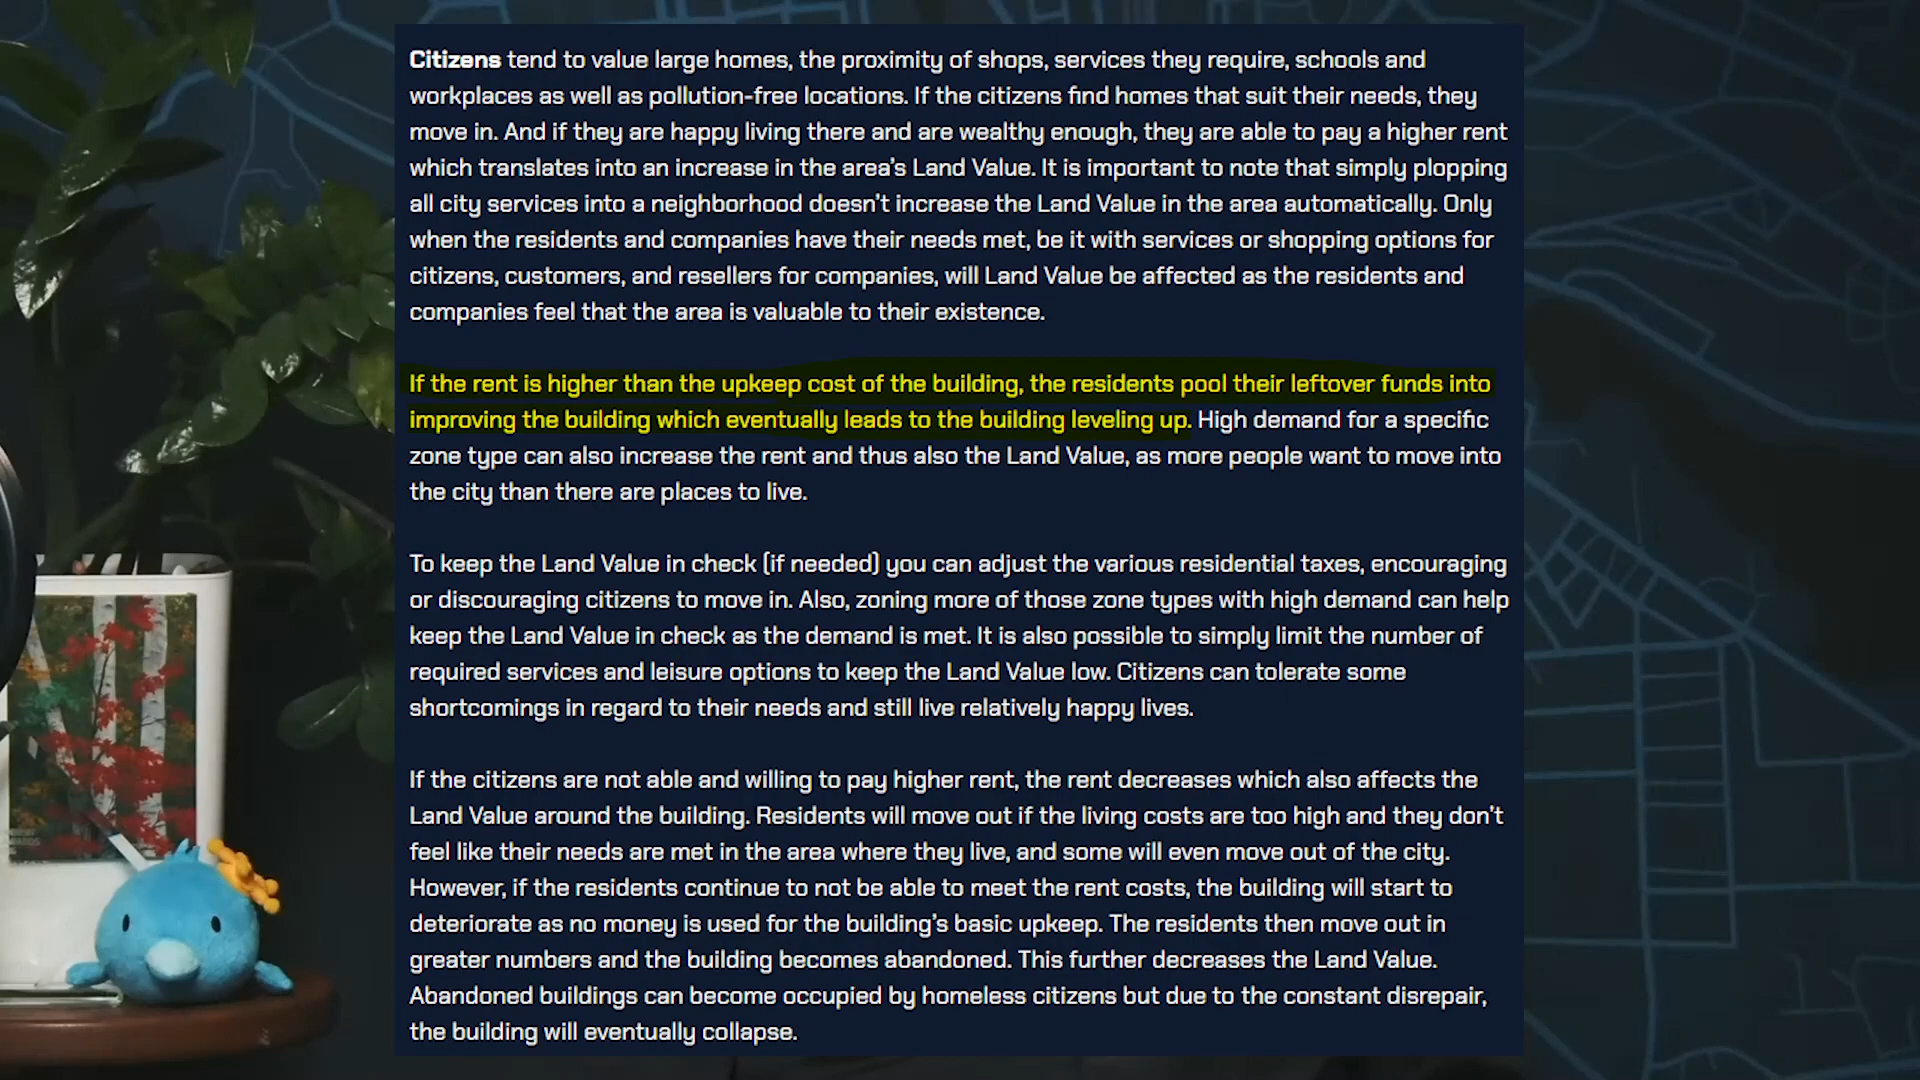 Citizens tend to value large homes, the proximity of shops, services they require, schools and
workplaces as well as pollution-free locations. If the citizens find homes that suit their needs, they
move in. And if they are happy living there and are wealthy enough, they are able to pay a higher rent
which translates into an increase in the area's Land Value. It is important to note that simply plopping
all city services into a neighborhood doesn't increase the Land Value in the area automatically. Only
when the residents and companies have their needs met, be it with services or shopping options for
citizens, customers, and resellers for companies, will Land Value be affected as the residents and
companies feel that the area is valuable to their existence.
If the rent is higher than the upkeep cost of the building, the residents pool their leftover funds into
improving the building which eventually leads to the building leveling up. High demand for a specific
zone type can also increase the rent and thus also the Land Value, as more people want to move into
the city than there are places to live.
To keep the Land Value in check (if needed) you can adjust the various residential taxes, encouraging
or discouraging citizens to move in. Also, zoning more of those zone types with high demand can help
keep the Land Value in check as the demand is met. It is also possible to simply limit the number of
required services and leisure options to keep the Land Value low. Citizens can tolerate some
shortcomings in regard to their needs and still live relatively happy lives.
If the citizens are not able and willing to pay higher rent, the rent decreases which also affects the
Land Value around the building. Residents will move out if the living costs are too high and they don't
feel like their needs are met in the area where they live, and some will even move out of the city.
However, if the residents continue to not be able to meet the rent costs, the building will start to
deteriorate as no money is used for the building's basic upkeep. The residents then move out in
greater numbers and the building becomes abandoned. This further decreases the Land Value.
Abandoned buildings can become occupied by homeless citizens but due to the constant disrepair,
the building will eventually collapse.